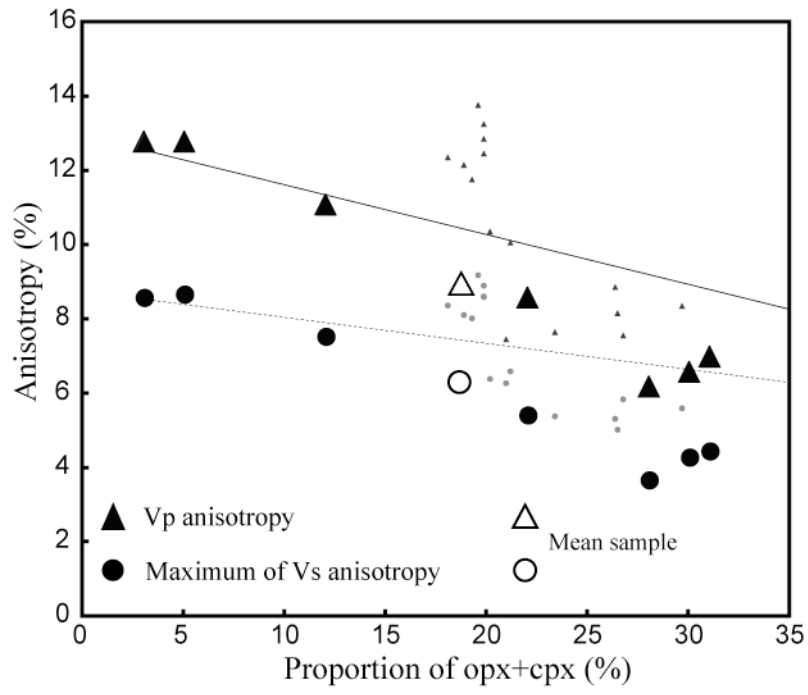 16
14
12
10
8
6
4
2
0
Anisotropy (%)
Vp anisotropy
Maximum of Vs anisotropy
Mean sample
0 5 10 15 20 25 30 35
Proportion of opx+cpx (%)